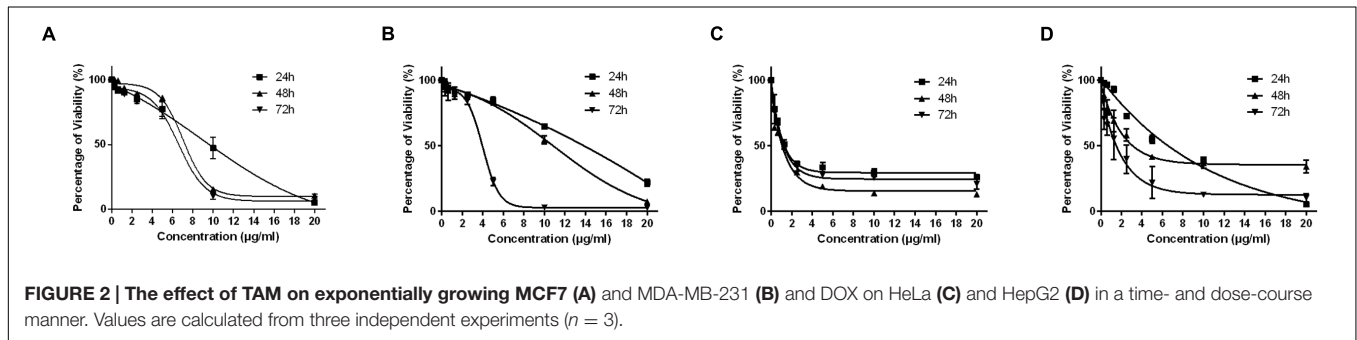 A
B
C
D
Percentage of Viability (%)
100
50
0
0 2 4 6 8 10 12 14 16 18 20
Concentration (µg/ml)
24h
48h
72h
Percentage of Viability (%)
100
50
0
0 2 4 6 8 10 12 14 16 18 20
Concentration (µg/ml)
24h
48h
72h
Percentage of Viability (%)
100
50
0
0 2 4 6 8 10 12 14 16 18 20
Concentration (µg/ml)
24h
48h
72h
Percentage of Viability (%)
100
50
0
0 2 4 6 8 10 12 14 16 18 20
Concentration (µg/ml)
24h
48h
72h
FIGURE 2 | The effect of TAM on exponentially growing MCF7 (A) and MDA-MB-231 (B) and DOX on HeLa (C) and HepG2 (D) in a time- and dose-course
manner. Values are calculated from three independent experiments (n = 3).